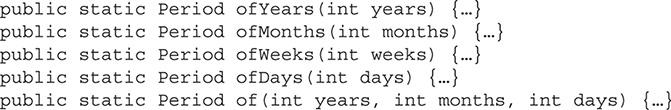 public static Period ofYears(int years) {…}
public static Period ofMonths(int months) {…}
public static Period ofWeeks(int weeks) {…}
public static Period ofDays(int days) {…}
public static Period of(int years, int months, int days) {…}